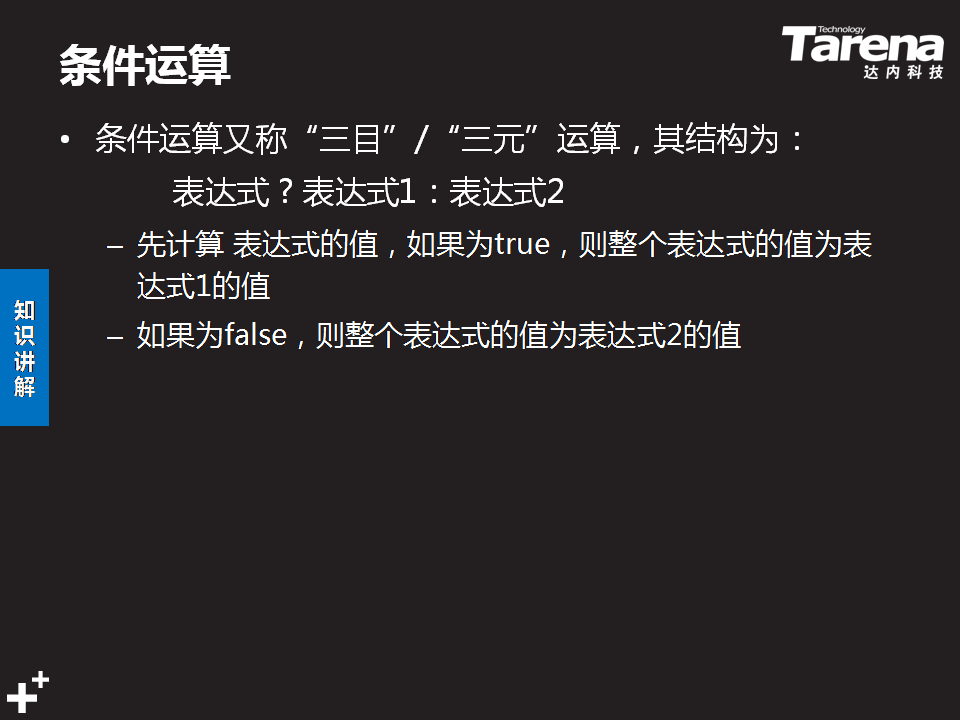 条件运算
Technology
Tarena
达内科技
• 条件运算又称“三目”/“三元”运算，其结构为：
表达式？表达式1：表达式2
– 先计算 表达式的值，如果为true，则整个表达式的值为表
达式1的值
– 如果为false，则整个表达式的值为表达式2的值
知识讲解